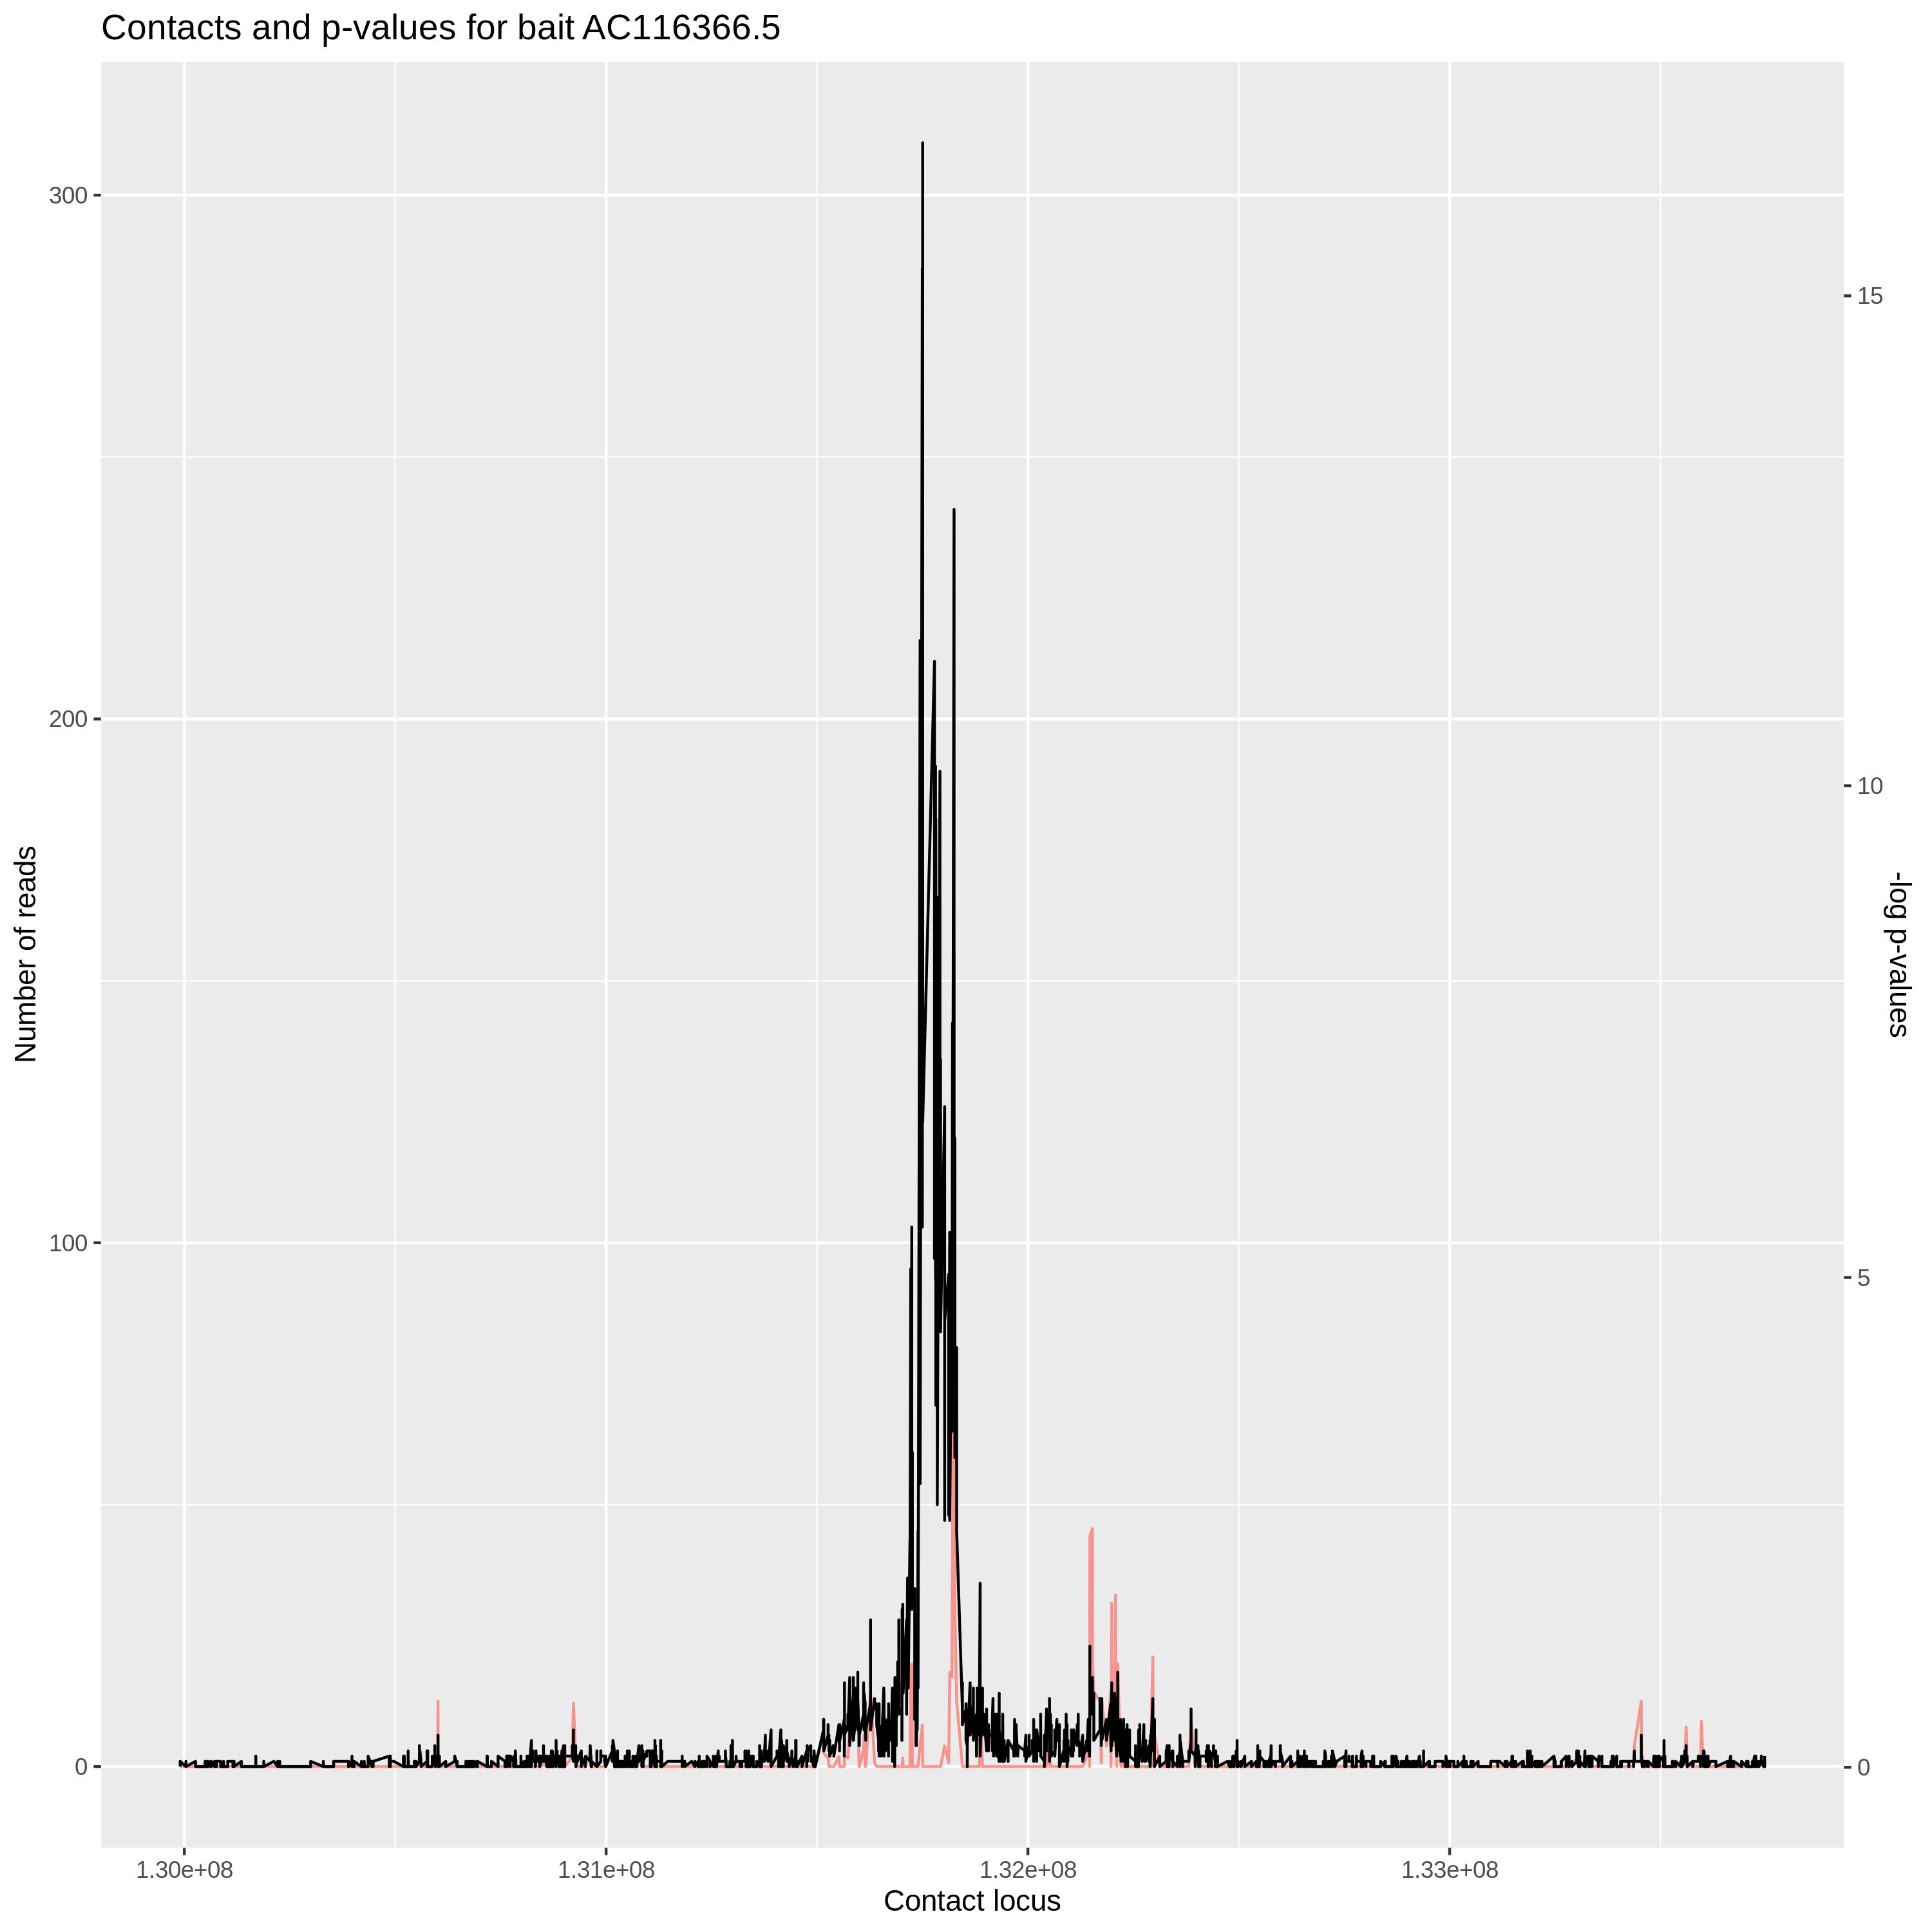 Contacts and p-values for bait AC116366.5
300
200
100
0
15
10
5
0
Number of reads
-log p-values
1.30e+08
1.31e+08
1.32e+08
1.33e+08
Contact locus